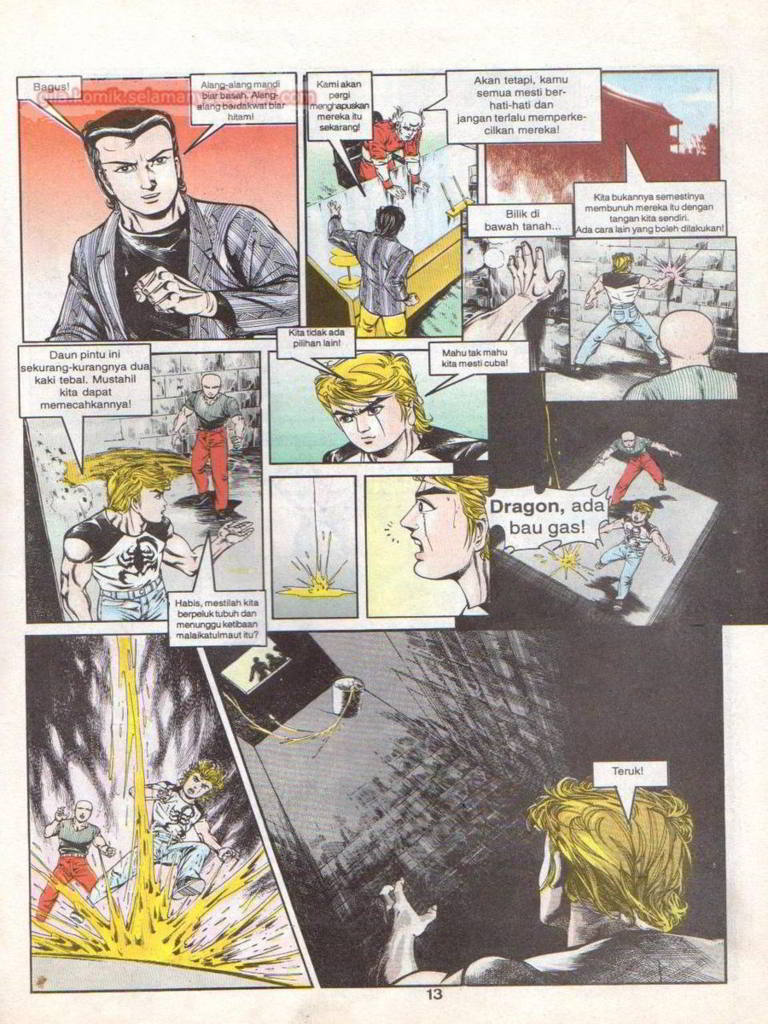 Bagus!
Alang-alang mandi
biar basah. Alang-
alang berdakwat biar
hitam!
Kami akan
pergi
menghapuskan
mereka itu
sekarang!
Akan tetapi, kamu
semua mesti ber-
hati-hati dan
jangan terlalu memperke-
cilkan mereka!
Kita bukannya semestinya
membunuh mereka itu dengan
tangan kita sendiri.
Ada cara lain yang boleh dilakukan!
Bilik di
bawah tanah...
Daun pintu ini
sekurang-kurangnya dua
kaki tebal. Mustahil
kita dapat
memecahkannya!
Habis, mestilah kita
berpeluk tubuh dan
menunggu ketibaan
malaikatulmaut itu?
Kita tidak ada
pilihan lain!
Mahu tak mahu
kita mesti cuba!
Dragon, ada
bau gas!
Teruk!
13